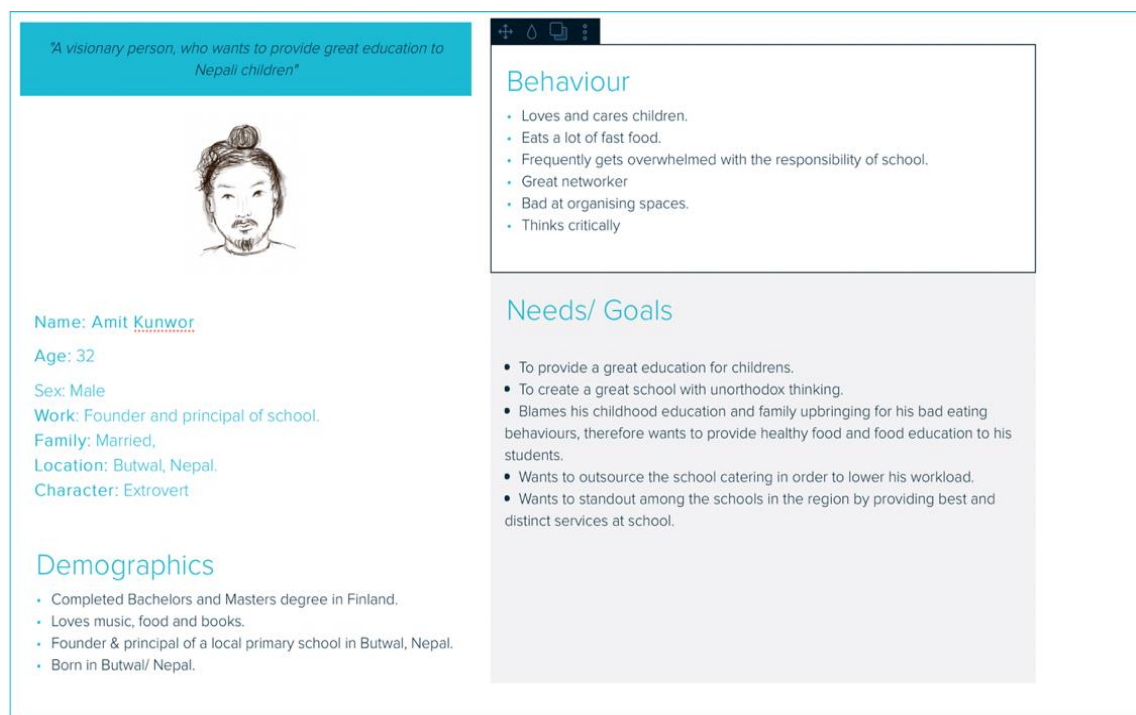 "A visionary person, who wants to provide great education to
Nepali children"
Name: Amit Kunwor
Age: 32
Sex: Male
Work: Founder and principal of school.
Family: Married,
Location: Butwal, Nepal.
Character: Extrovert
Demographics
• Completed Bachelors and Masters degree in Finland.
• Loves music, food and books.
• Founder & principal of a local primary school in Butwal, Nepal.
• Born in Butwal/ Nepal.
Behaviour
• Loves and cares children.
• Eats a lot of fast food.
• Frequently gets overwhelmed with the responsibility of school.
• Great networker
• Bad at organising spaces.
• Thinks critically
Needs/ Goals
• To provide a great education for childrens.
• To create a great school with unorthodox thinking.
• Blames his childhood education and family upbringing for his bad eating
behaviours, therefore wants to provide healthy food and food education to his
students.
• Wants to outsource the school catering in order to lower his workload.
• Wants to standout among the schools in the region by providing best and
distinct services at school.